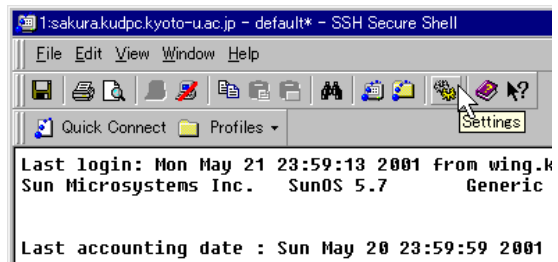 1:sakura.kudpc.kyoto-u.ac.jp - default* - SSH Secure Shell
File Edit View Window Help
Settings
Quick Connect Profiles
Last login: Mon May 21 23:59:13 2001 from wing.k
Sun Microsystems Inc. SunOS 5.7 Generic
Last accounting date : Sun May 20 23:59:59 2001